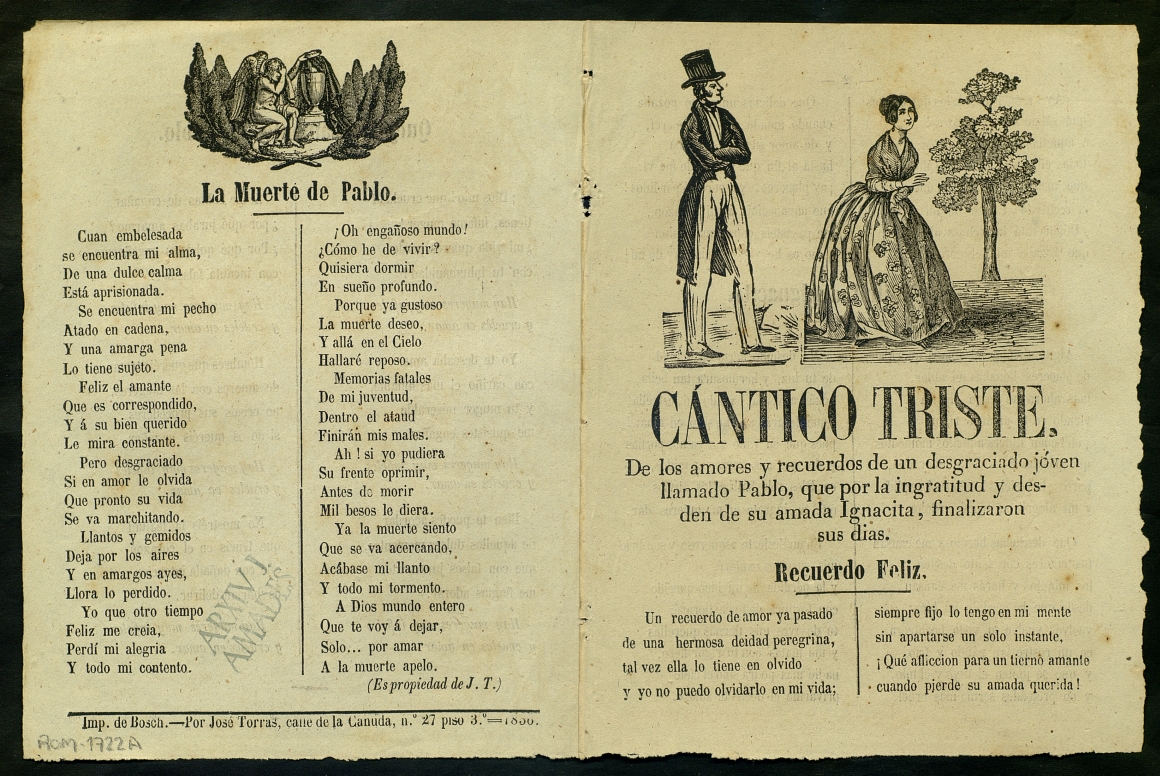 La Muerte de Pablo.
Cuan embelesada
se encuentra mi alma,
De una dulce calma
Está aprisionada.
Se encuentra mi pecho
Atado en cadena,
Y una amarga pena
Lo tiene sujeto.
Feliz el amante
Que es correspondido,
Y á su bien querido
Le mira constante.
Pero desgraciado
Si en amor le olvida
Que pronto su vida
Se va marchitando.
Llantos y gemidos
Deja por los aires
Y en amargos ayes,
Llora lo perdido.
Yo que otro tiempo
Feliz me creia,
Perdí mi alegria
Y todo mi contento.
¡Oh engañoso mundo!
¿Cómo he de vivir?
Quisiera dormir
En sueño profundo.
Porque ya gustoso
La muerte deseo,
Y allá en el Cielo
Hallaré reposo.
Memorias fatales
De mi juventud,
Dentro el ataud
Finirán mis males.
Ah! si yo pudiera
Su frente oprimir,
Antes de morir
Mil besos le diera.
Ya la muerte siento
Que se va acercando,
Acábase mi llanto
Y todo mi tormento.
A Dios mundo entero
Que te voy á dejar,
Solo... por amar
A la muerte apelo.
(Es propiedad de J. T.)
Imp. de Bosch.—Por José Torras, calle de la Canuda, n.º 27 piso 3.º=1856.
ARXIV J. AMADES
ROM-1722A
CÁNTICO TRISTE,
De los amores y recuerdos de un desgraciado jóven
llamado Pablo, que por la ingratitud y des-
den de su amada Ignacita, finalizaron
sus dias.
Recuerdo Feliz.
Un recuerdo de amor ya pasado
de una hermosa deidad peregrina,
tal vez ella lo tiene en olvido
y yo no puedo olvidarlo en mi vida;
siempre fijo lo tengo en mi mente
sin apartarse un solo instante,
¡Qué afliccion para un tierno amante
cuando pierde su amada querida!